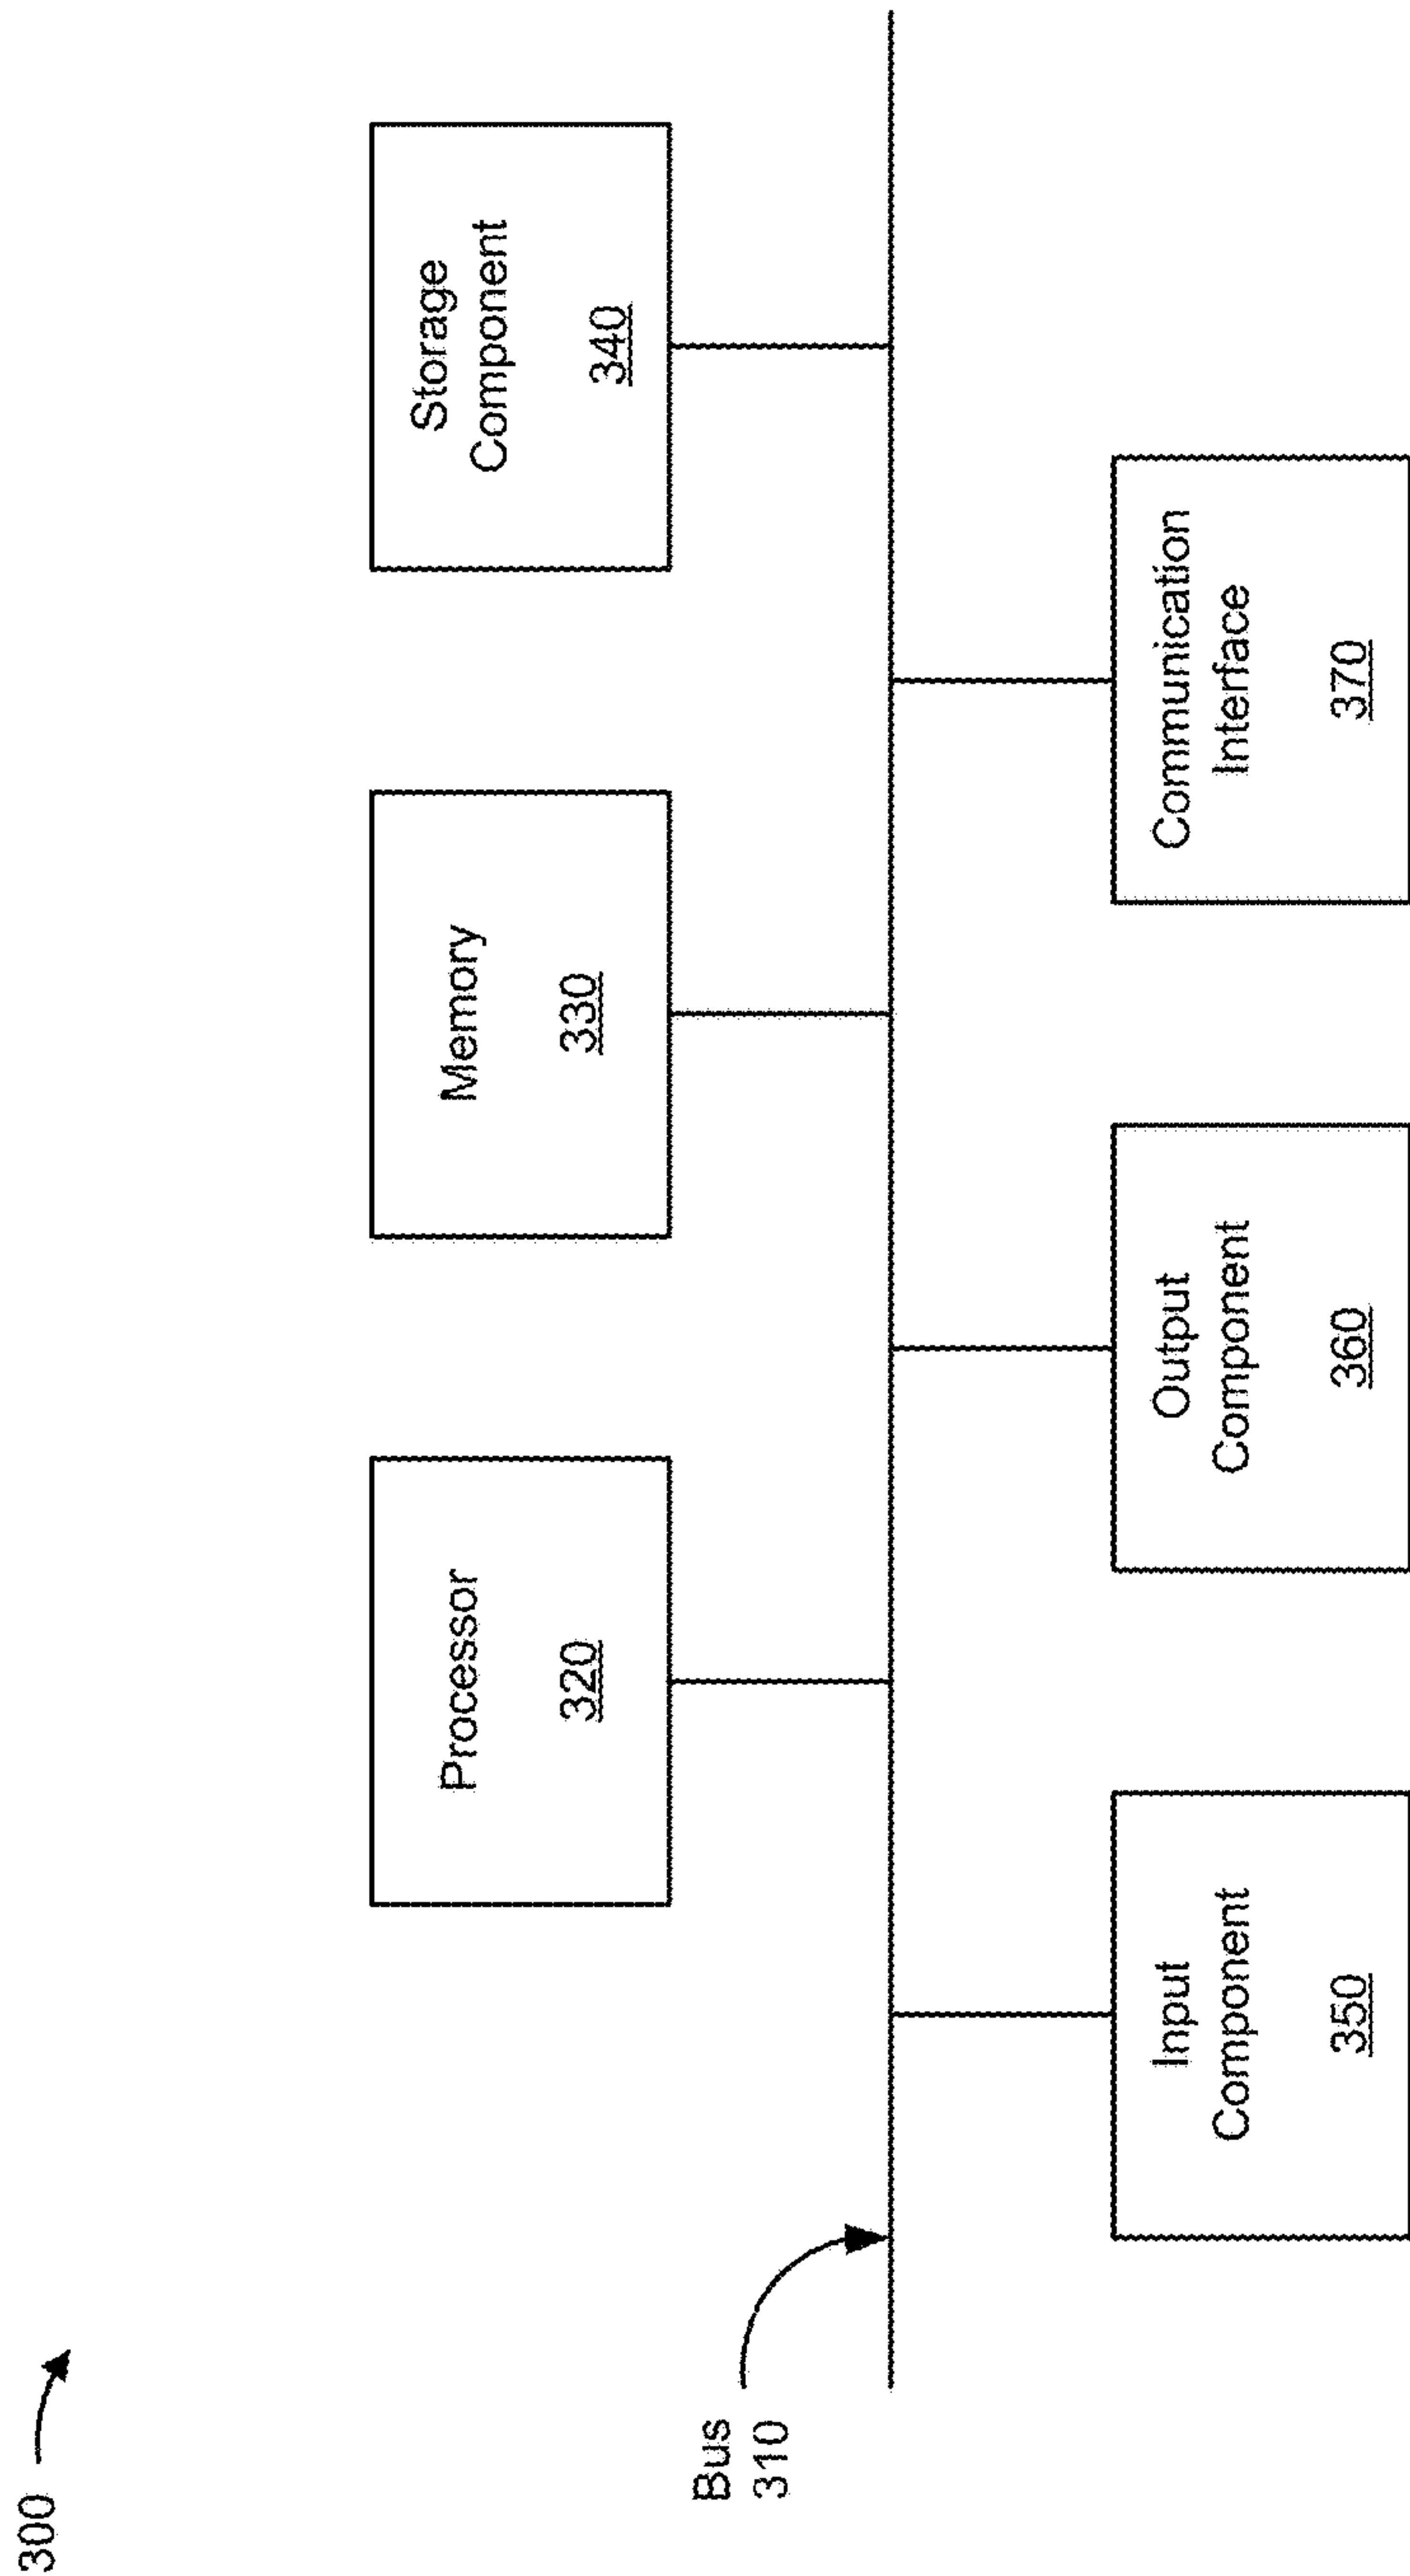 300
Processor
320
Memory
330
Storage
Component
340
Bus
310
Input
Component
350
Output
Component
360
Communication
Interface
370